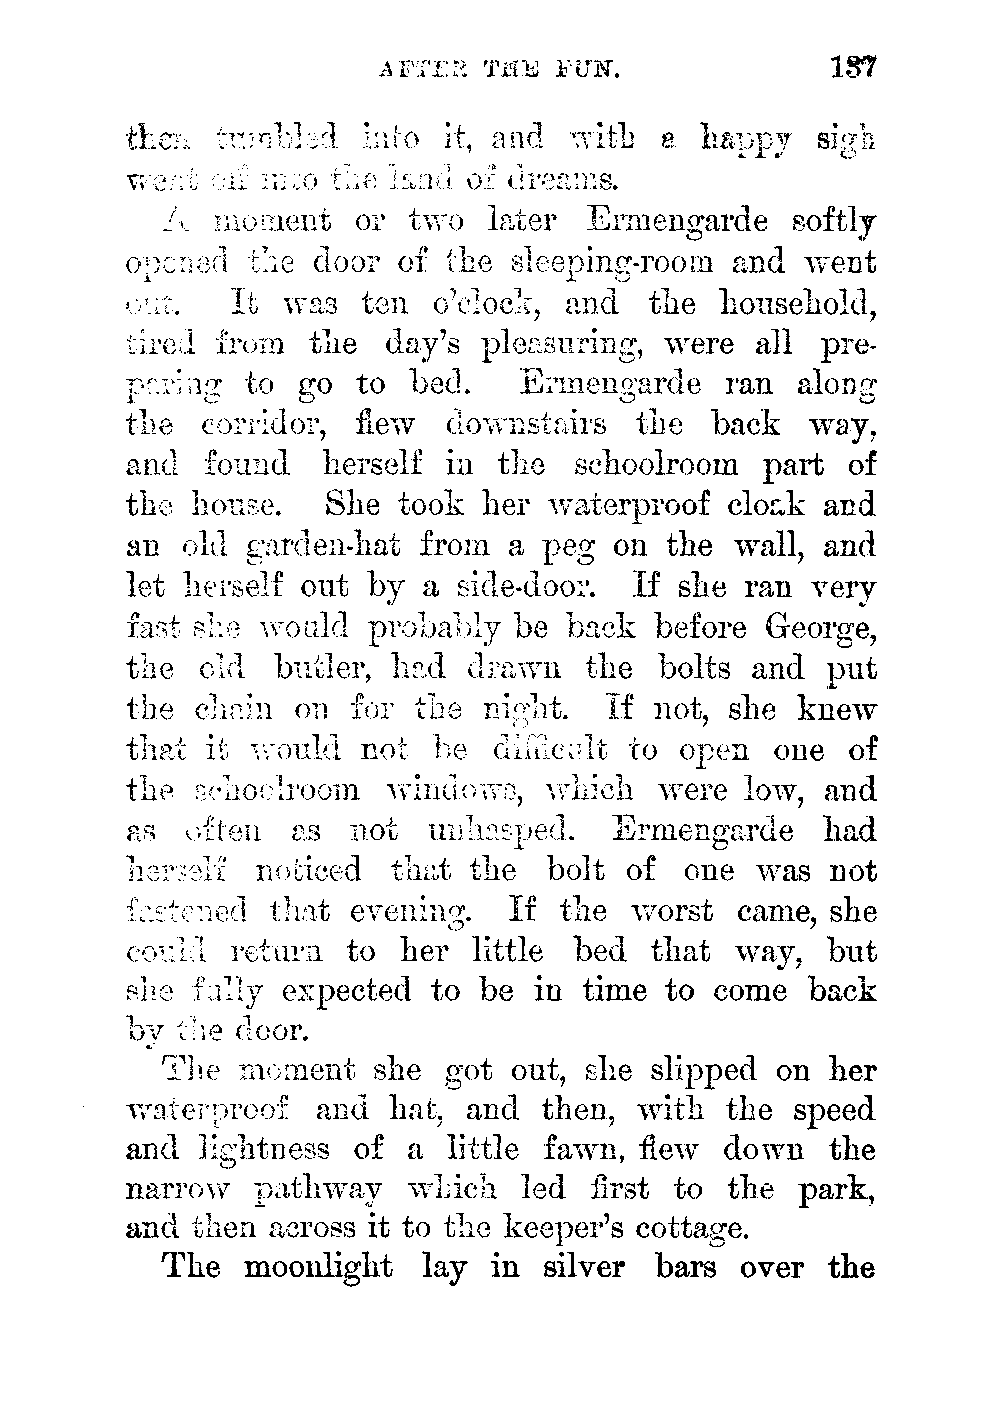 AFTER THE FUN. 137
then tumbled into it, and with a happy sigh
went off into the land of dreams.
A moment or two later Ermengarde softly
opened the door of the sleeping-room and went
out. It was ten o'clock, and the household,
tired from the day's pleasuring, were all pre-
paring to go to bed. Ermengarde ran along
the corridor, flew downstairs the back way,
and found herself in the schoolroom part of
the house. She took her waterproof cloak and
an old garden-hat from a peg on the wall, and
let herself out by a side-door. If she ran very
fast she would probably be back before George,
the old butler, had drawn the bolts and put
the chain on for the night. If not, she knew
that it would not be difficult to open one of
the schoolroom windows, which were low, and
as often as not unhasped. Ermengarde had
herself noticed that the bolt of one was not
fastened that evening. If the worst came, she
could return to her little bed that way, but
she fully expected to be in time to come back
by the door.
The moment she got out, she slipped on her
waterproof and hat, and then, with the speed
and lightness of a little fawn, flew down the
narrow pathway which led first to the park,
and then across it to the keeper's cottage.
The moonlight lay in silver bars over the